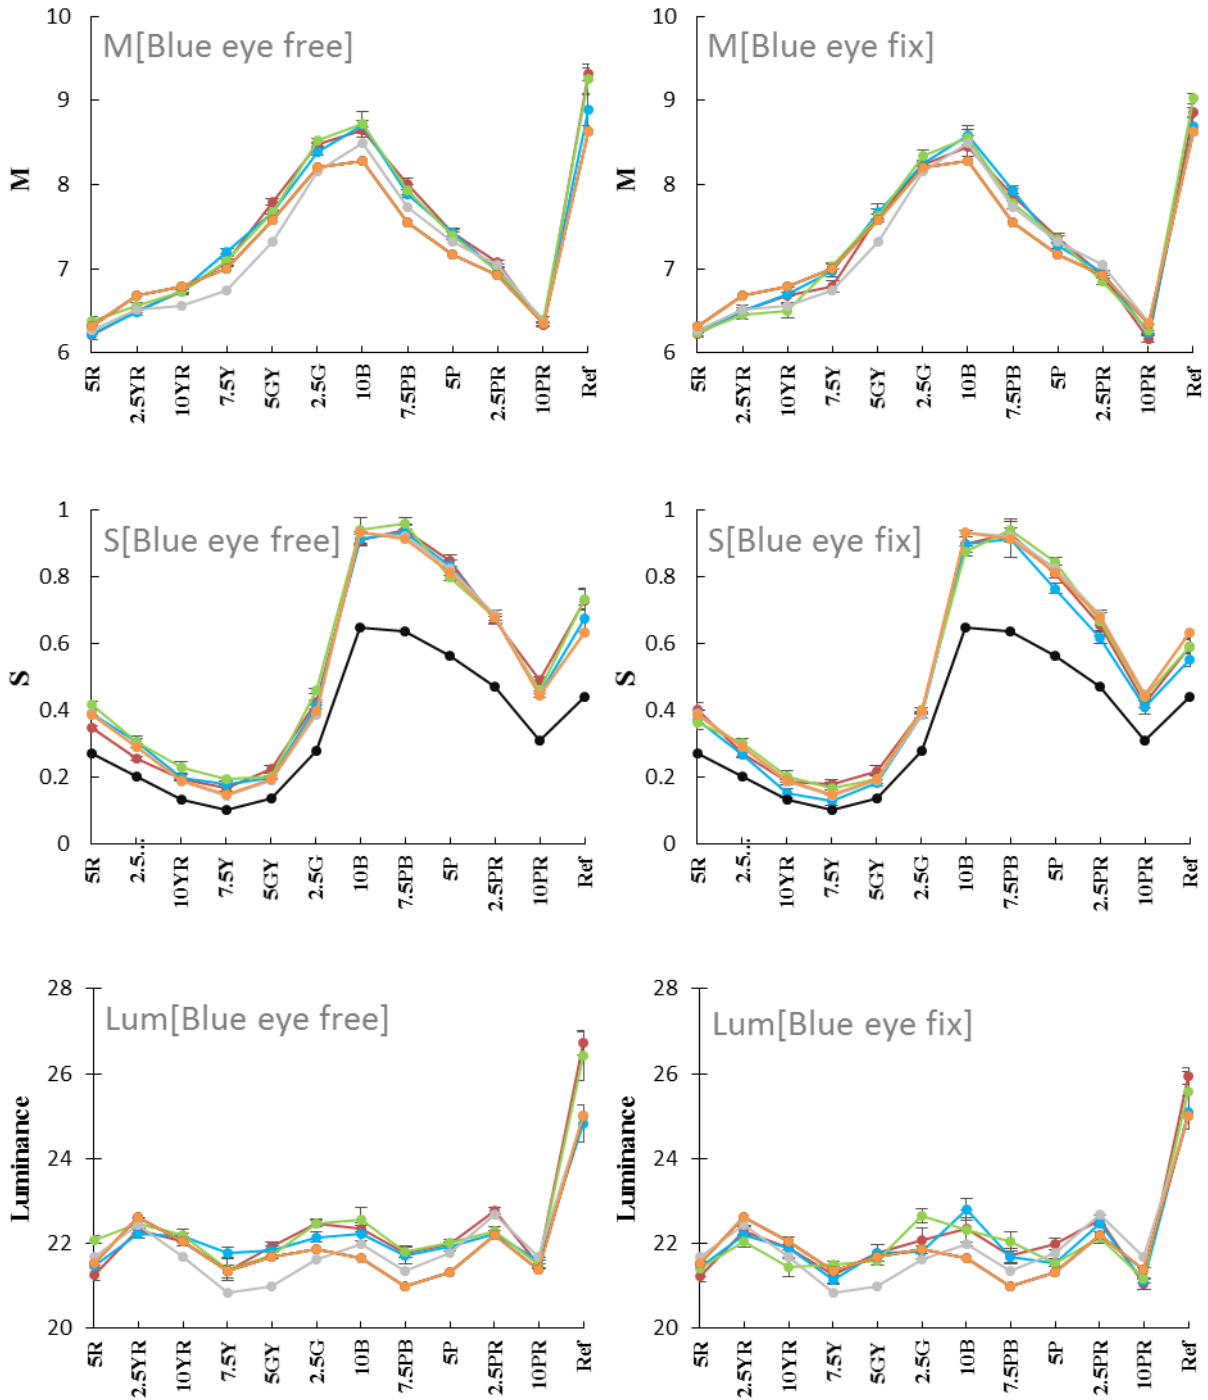 M[Blue eye free]
M
10
9
8
7
6
5R
2.5YR
10YR
7.5Y
5GY
2.5G
10B
7.5PB
5P
2.5PR
10PR
Ref
M[Blue eye fix]
M
10
9
8
7
6
5R
2.5YR
10YR
7.5Y
5GY
2.5G
10B
7.5PB
5P
2.5PR
10PR
Ref
S[Blue eye free]
S
1
0.8
0.6
0.4
0.2
0
5R
2.5...
10YR
7.5Y
5GY
2.5G
10B
7.5PB
5P
2.5PR
10PR
Ref
S[Blue eye fix]
S
1
0.8
0.6
0.4
0.2
0
5R
2.5...
10YR
7.5Y
5GY
2.5G
10B
7.5PB
5P
2.5PR
10PR
Ref
Lum[Blue eye free]
Luminance
28
26
24
22
20
5R
2.5YR
10YR
7.5Y
5GY
2.5G
10B
7.5PB
5P
2.5PR
10PR
Ref
Lum[Blue eye fix]
Luminance
28
26
24
22
20
5R
2.5YR
10YR
7.5Y
5GY
2.5G
10B
7.5PB
5P
2.5PR
10PR
Ref